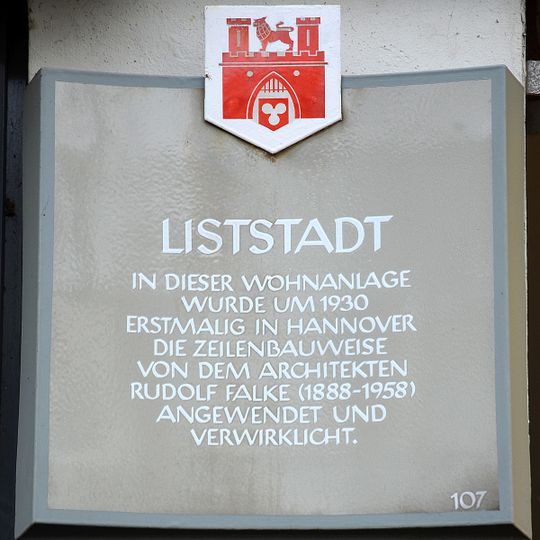 LISTSTADT
IN DIESER WOHNANLAGE
WURDE UM 1930
ERSTMALIG IN HANNOVER
DIE ZEILENBAUWEISE
VON DEM ARCHITEKTEN
RUDOLF FALKE (1888-1958)
ANGEWENDET UND
VERWIRKLICHT.
107